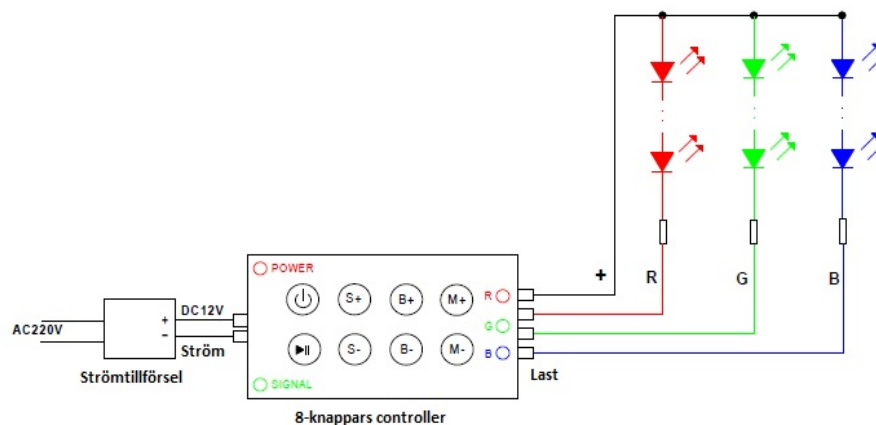 POWER
S+ B+ M+
R
G
S- B- M-
B
SIGNAL
AC220V
+
-
DC12V
Ström
Strömtillförsel
8-knappars controller
Last
+
R G B